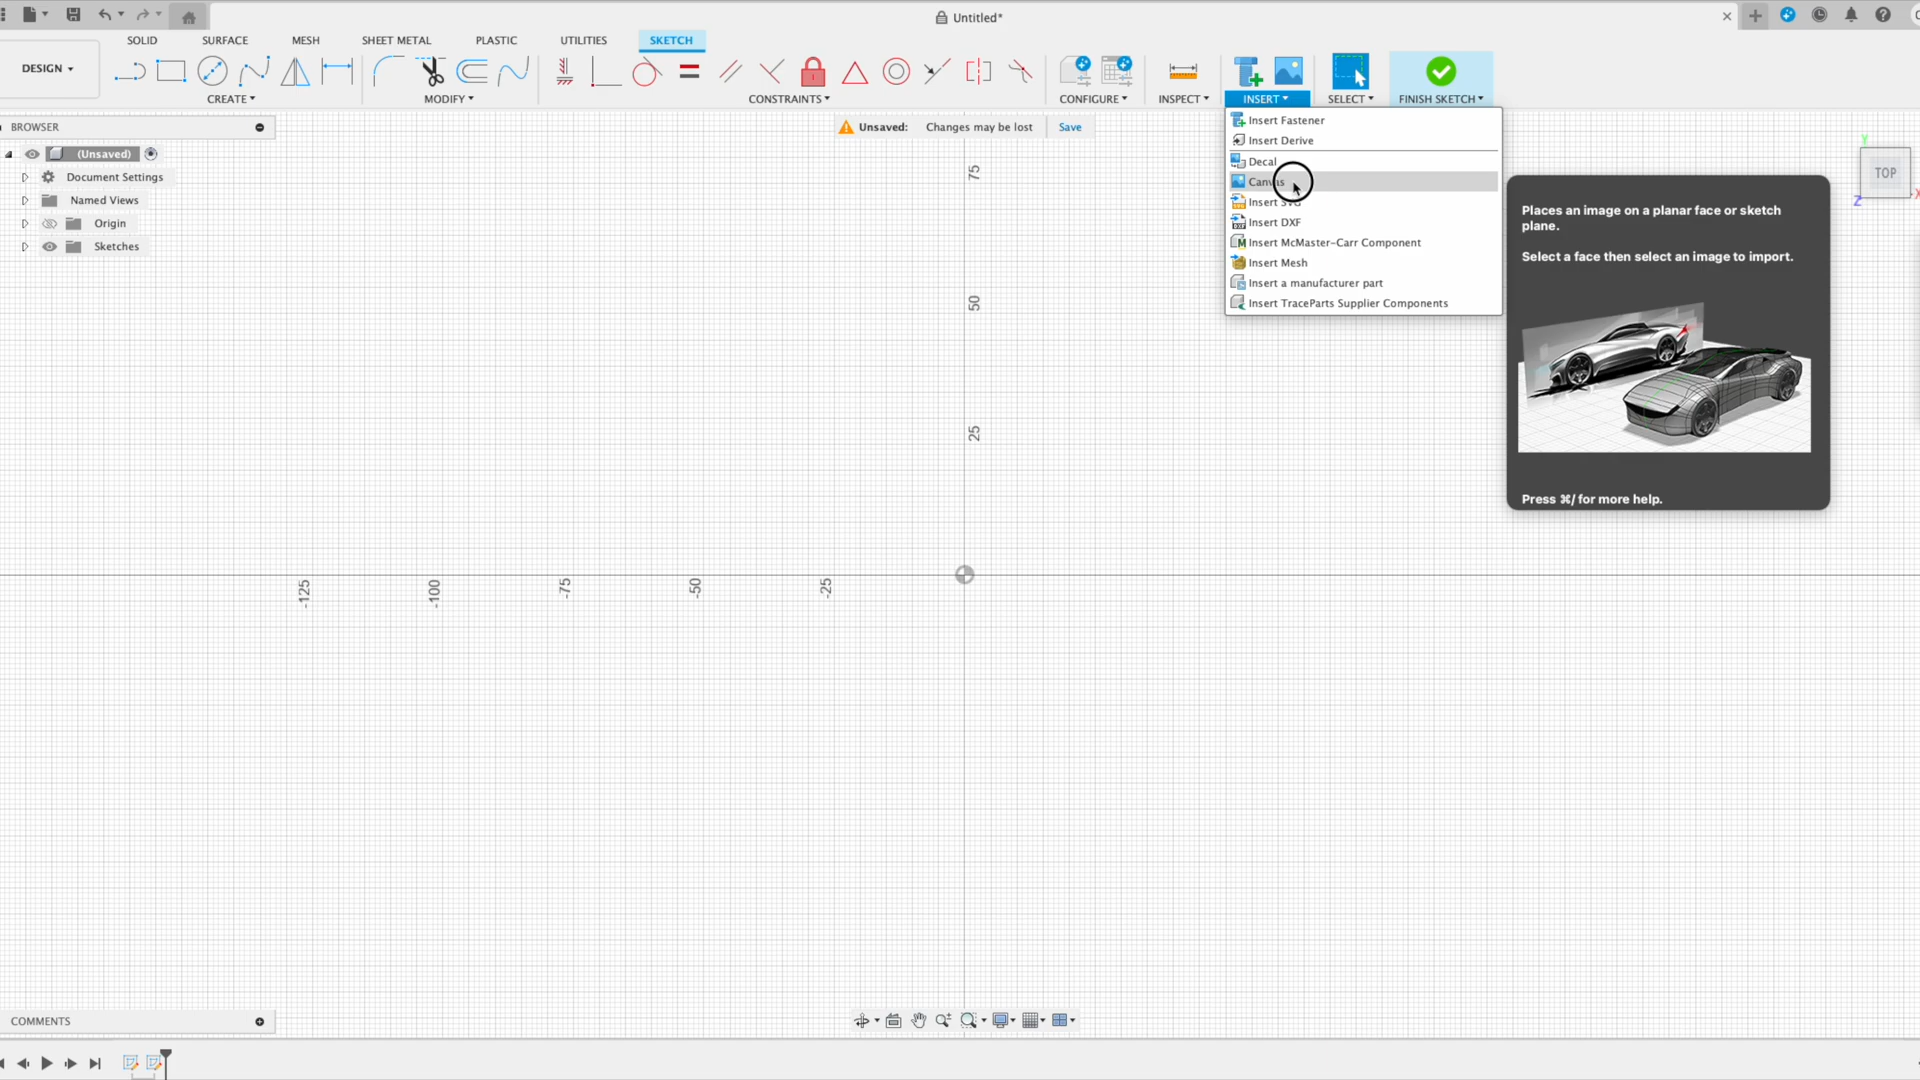 Untitled*
DESIGN
SOLID
SURFACE
MESH
SHEET METAL
PLASTIC
UTILITIES
SKETCH
CREATE
MODIFY
CONSTRAINTS
CONFIGURE
INSPECT
INSERT
SELECT
FINISH SKETCH
BROWSER
Unsaved: Changes may be lost Save
(Unsaved)
Document Settings
Named Views
Origin
Sketches
Insert Fastener
Insert Derive
Decal
Canvas
Insert SVG
Insert DXF
Insert McMaster-Carr Component
Insert Mesh
Insert a manufacturer part
Insert TraceParts Supplier Components
Places an image on a planar face or sketch
plane.
Select a face then select an image to import.
Press ⌘/ for more help.
Y
TOP
Z
X
75
50
25
-125
-100
-75
-50
-25
COMMENTS